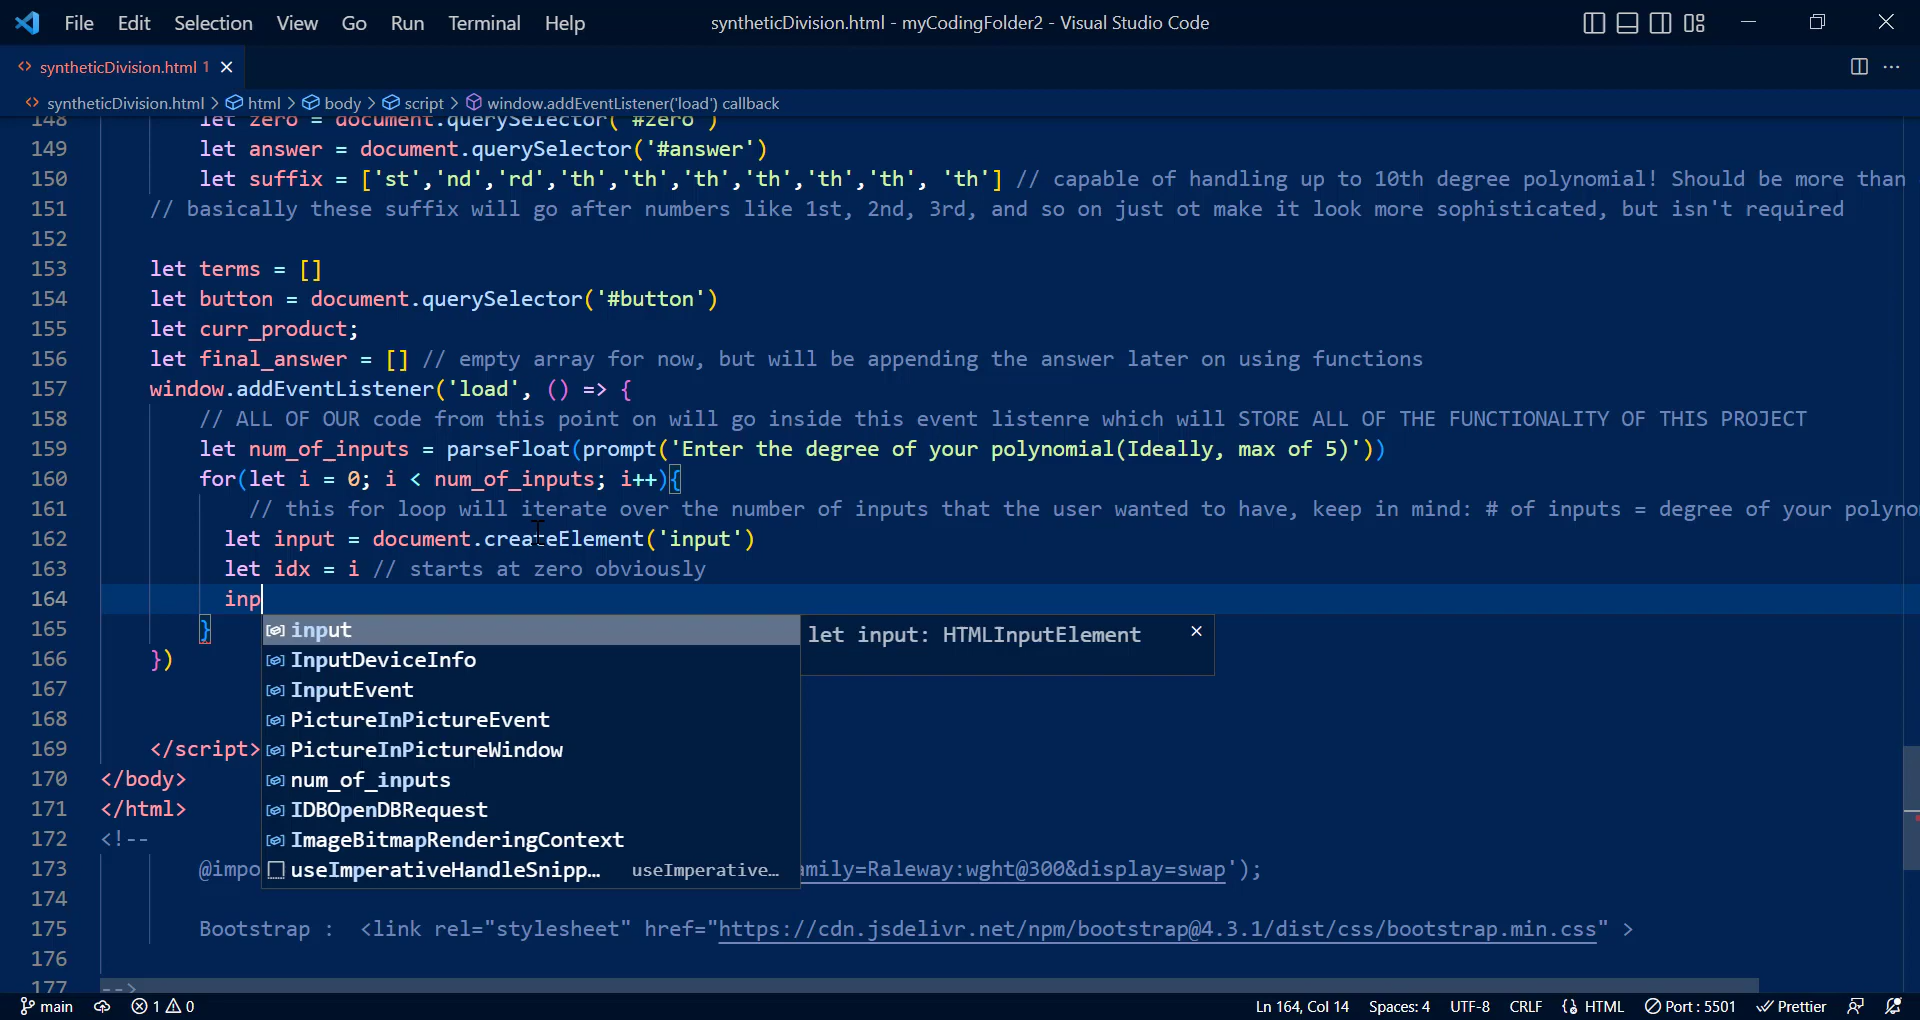 File Edit Selection View Go Run Terminal Help syntheticDivision.html - myCodingFolder2 - Visual Studio Code
syntheticDivision.html 1
syntheticDivision.html > html > body > script > window.addEventListener('load') callback
148 let zero = document.querySelector('#zero')
149 let answer = document.querySelector('#answer')
150 let suffix = ['st','nd','rd','th','th','th','th','th','th', 'th'] // capable of handling up to 10th degree polynomial! Should be more than
151 // basically these suffix will go after numbers like 1st, 2nd, 3rd, and so on just ot make it look more sophisticated, but isn't required
152
153 let terms = []
154 let button = document.querySelector('#button')
155 let curr_product;
156 let final_answer = [] // empty array for now, but will be appending the answer later on using functions
157 window.addEventListener('load', () => {
158 // ALL OF OUR code from this point on will go inside this event listenre which will STORE ALL OF THE FUNCTIONALITY OF THIS PROJECT
159 let num_of_inputs = parseFloat(prompt('Enter the degree of your polynomial(Ideally, max of 5)'))
160 for(let i = 0; i < num_of_inputs; i++){
161 // this for loop will iterate over the number of inputs that the user wanted to have, keep in mind: # of inputs = degree of your polyno
162 let input = document.createElement('input')
163 let idx = i // starts at zero obviously
164 inp
165 }
input
let input: HTMLInputElement
166 })
InputDeviceInfo
167
InputEvent
168
PictureInPictureEvent
169 </script>
PictureInPictureWindow
170 </body>
num_of_inputs
171 </html>
IDBOpenDBRequest
172 <!--
ImageBitmapRenderingContext
173 @impo
useImperativeHandleSnipp... useImperative...
amily=Raleway:wght@300&display=swap');
174
175 Bootstrap : <link rel="stylesheet" href="https://cdn.jsdelivr.net/npm/bootstrap@4.3.1/dist/css/bootstrap.min.css" >
176
177 -->
main 1 0 Ln 164, Col 14 Spaces: 4 UTF-8 CRLF HTML Port : 5501 Prettier